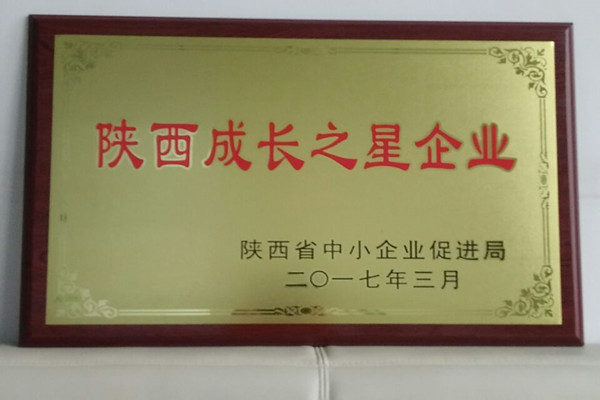 陕西成长之星企业
陕西省中小企业促进局
二〇一七年三月